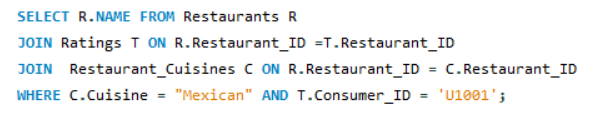 SELECT R.NAME FROM Restaurants R
JOIN Ratings T ON R.Restaurant_ID =T.Restaurant_ID
JOIN  Restaurant_Cuisines C ON R.Restaurant_ID = C.Restaurant_ID
WHERE C.Cuisine = "Mexican" AND T.Consumer_ID = 'U1001';